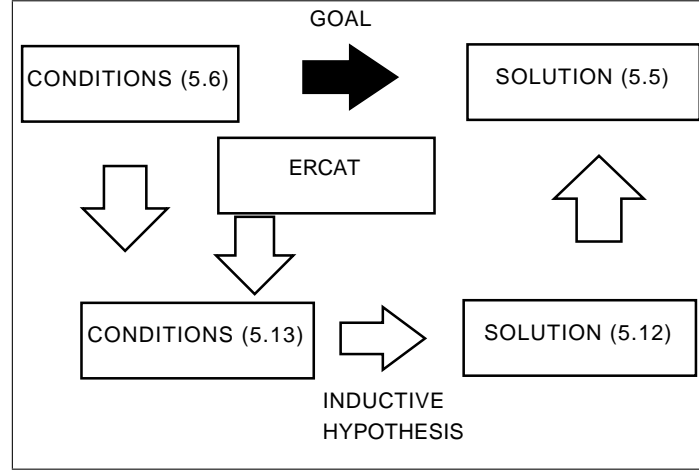 GOAL
CONDITIONS (5.6)
SOLUTION (5.5)
ERCAT
CONDITIONS (5.13)
SOLUTION (5.12)
INDUCTIVE
HYPOTHESIS